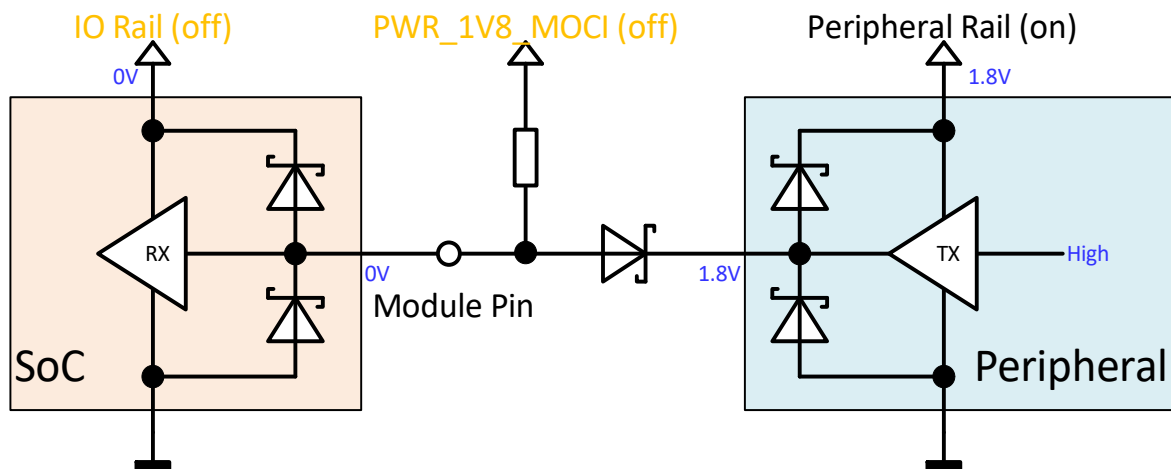 IO Rail (off)
PWR_1V8_MOCI (off)
Peripheral Rail (on)
0V
1.8V
RX
TX
High
0V
1.8V
Module Pin
SoC
Peripheral